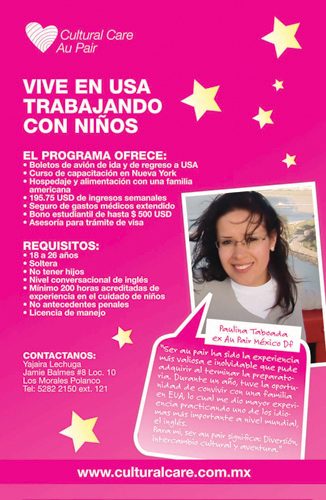 Cultural Care
Au Pair
VIVE EN USA
TRABAJANDO
CON NIÑOS
EL PROGRAMA OFRECE:
• Boletos de avión de ida y de regreso a USA
• Curso de capacitación en Nueva York
• Hospedaje y alimentación con una familia
americana
• 195.75 USD de ingresos semanales
• Seguro de gastos médicos extendido
• Bono estudiantil de hasta $ 500 USD
• Asesoría para trámite de visa
REQUISITOS:
• 18 a 26 años
• Soltera
• No tener hijos
• Nivel conversacional de inglés
• Mínimo 200 horas acreditadas de
experiencia en el cuidado de niños
• No antecedentes penales
• Licencia de manejo
CONTACTANOS:
Yajaira Lechuga
Jamie Balmes #8 Loc. 10
Los Morales Polanco
Tel: 5282 2150 ext. 121
Paulina Taboada
ex Au Pair México Df
"Ser au pair ha sido la experiencia
más valiosa e inolvidable que pude
adquirir al terminar la preparato-
ria. Durante un año, tuve la oportu-
nidad de convivir con una familia
en EUA, lo cual me dio mayor experi-
encia practicando uno de los idio-
mas más importante a nivel mundial,
el inglés.
Para mi, ser au pair significa: Diversión,
intercambio cultural y aventura."
www.culturalcare.com.mx